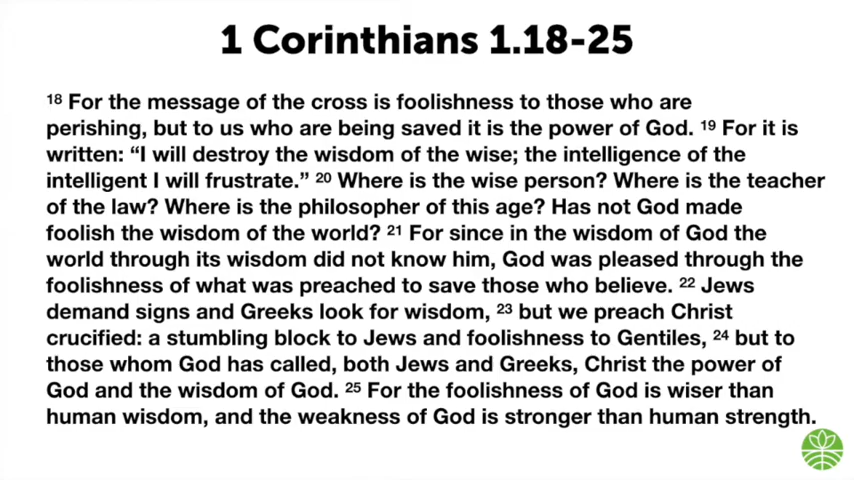 1 Corinthians 1.18-25
18 For the message of the cross is foolishness to those who are
perishing, but to us who are being saved it is the power of God. 19 For it is
written: “I will destroy the wisdom of the wise; the intelligence of the
intelligent I will frustrate.” 20 Where is the wise person? Where is the teacher
of the law? Where is the philosopher of this age? Has not God made
foolish the wisdom of the world? 21 For since in the wisdom of God the
world through its wisdom did not know him, God was pleased through the
foolishness of what was preached to save those who believe. 22 Jews
demand signs and Greeks look for wisdom, 23 but we preach Christ
crucified: a stumbling block to Jews and foolishness to Gentiles, 24 but to
those whom God has called, both Jews and Greeks, Christ the power of
God and the wisdom of God. 25 For the foolishness of God is wiser than
human wisdom, and the weakness of God is stronger than human strength.